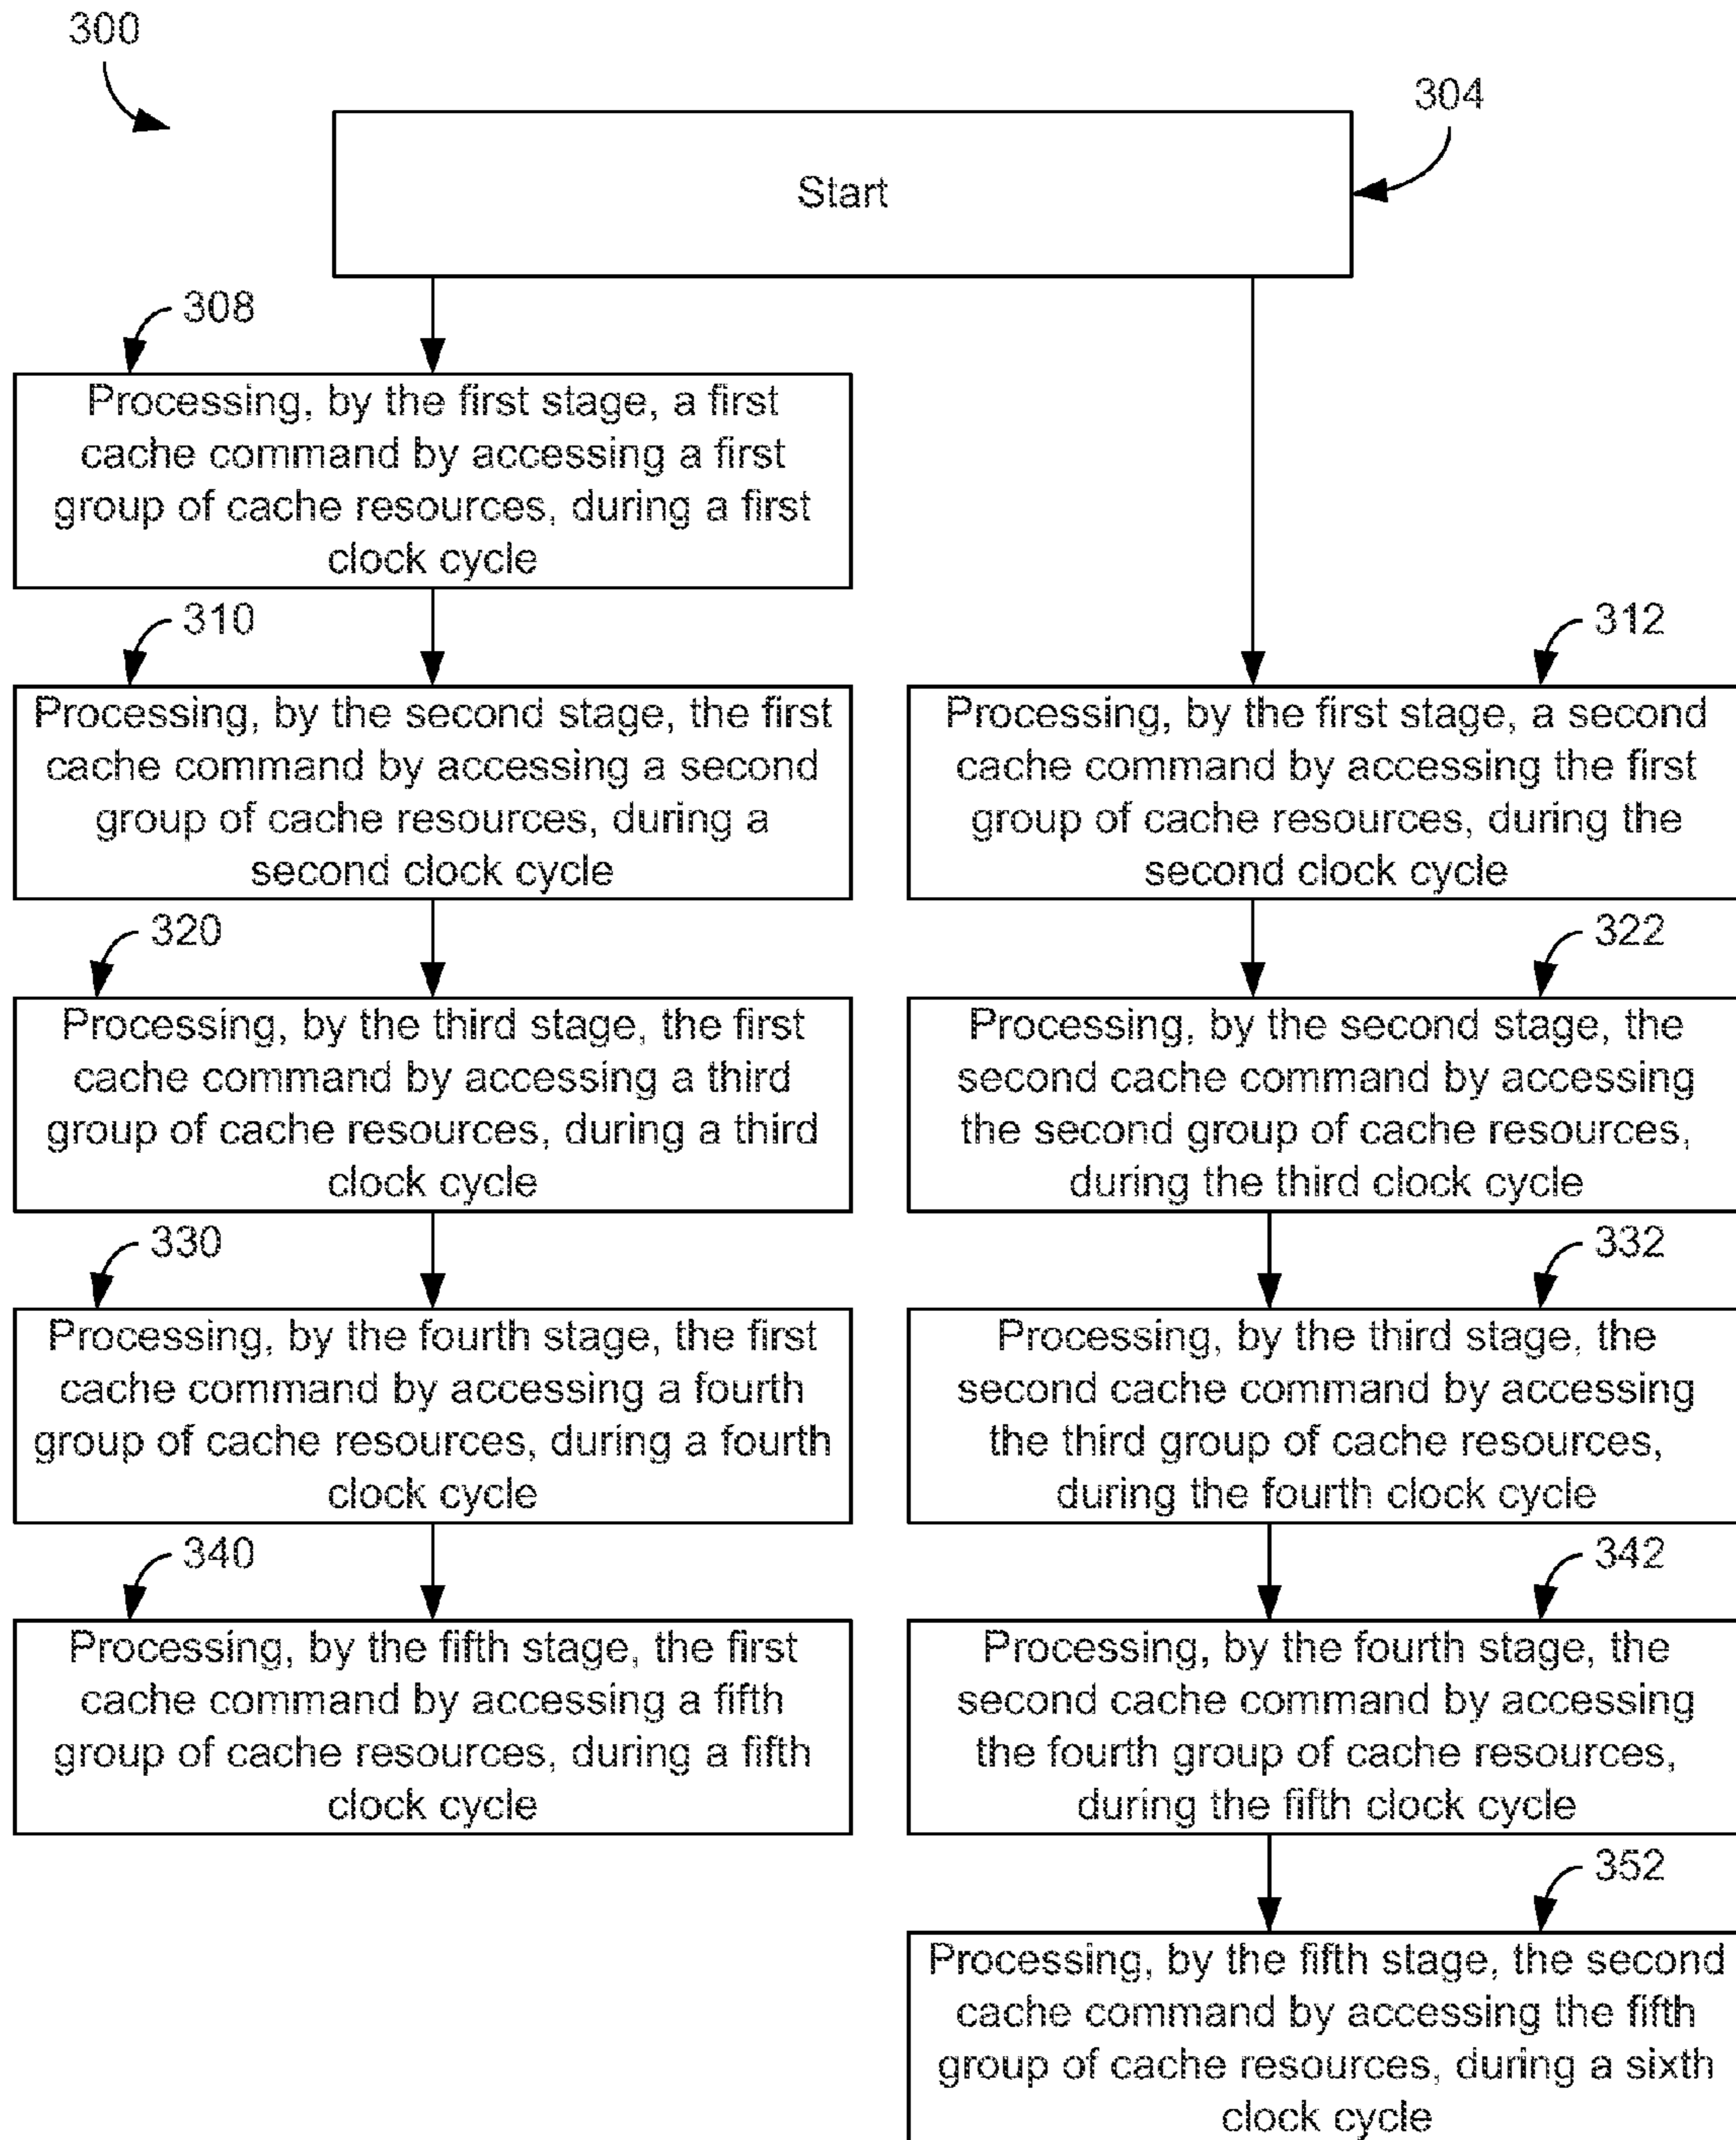 300
304
Start
308
Processing, by the first stage, a first
cache command by accessing a first
group of cache resources, during a first
clock cycle
310
Processing, by the second stage, the first
cache command by accessing a second
group of cache resources, during a
second clock cycle
312
Processing, by the first stage, a second
cache command by accessing the first
group of cache resources, during the
second clock cycle
320
Processing, by the third stage, the first
cache command by accessing a third
group of cache resources, during a third
clock cycle
322
Processing, by the second stage, the
second cache command by accessing
the second group of cache resources,
during the third clock cycle
330
Processing, by the fourth stage, the first
cache command by accessing a fourth
group of cache resources, during a fourth
clock cycle
332
Processing, by the third stage, the
second cache command by accessing
the third group of cache resources,
during the fourth clock cycle
340
Processing, by the fifth stage, the first
cache command by accessing a fifth
group of cache resources, during a fifth
clock cycle
342
Processing, by the fourth stage, the
second cache command by accessing
the fourth group of cache resources,
during the fifth clock cycle
352
Processing, by the fifth stage, the second
cache command by accessing the fifth
group of cache resources, during a sixth
clock cycle